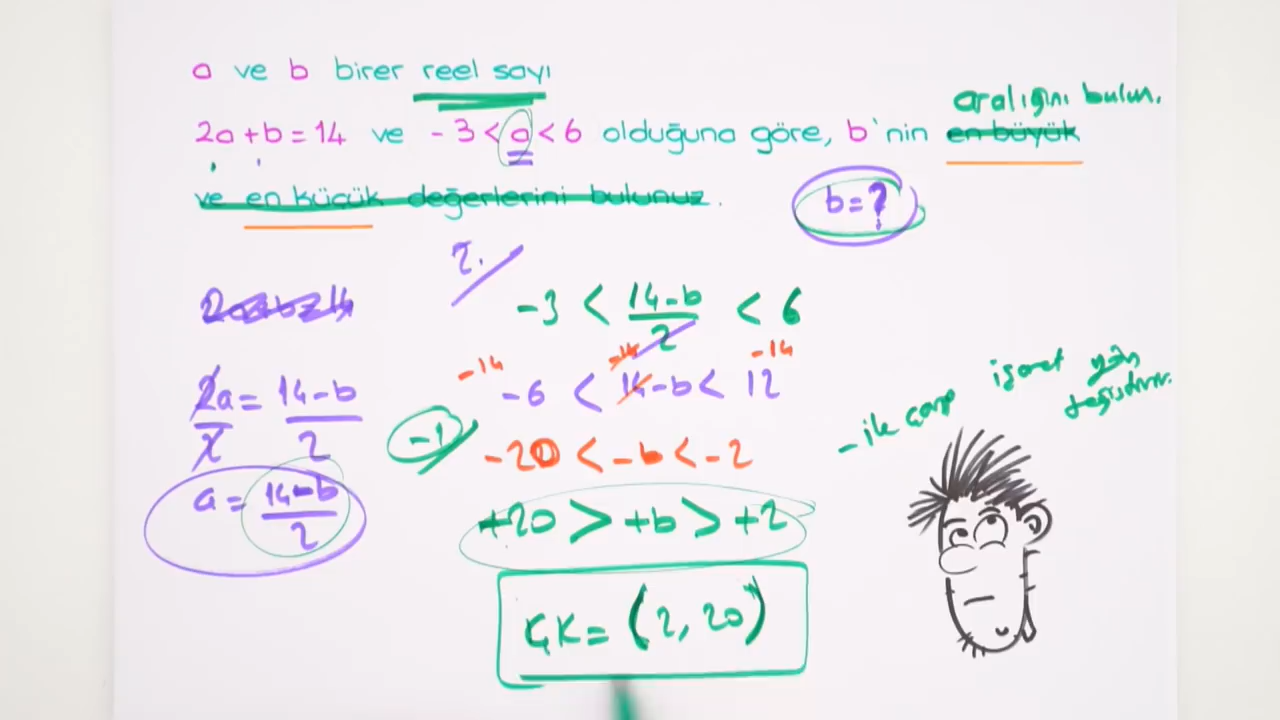 a ve b birer reel sayı
aralığını bulun.
2a + b = 14 ve - 3 < a < 6 olduğuna göre, b'nin en büyük
ve en küçük değerlerini bulunuz.
b = ?
2.
-3 < 14-b/2 < 6
-14 -14 -14
-6 < 14-b < 12
2a/2 = 14-b/2
-1
-20 < -b < -2
- ile çarp işaret yön değiştirir.
a = 14-b/2
+20 > +b > +2
ÇK = (2, 20)